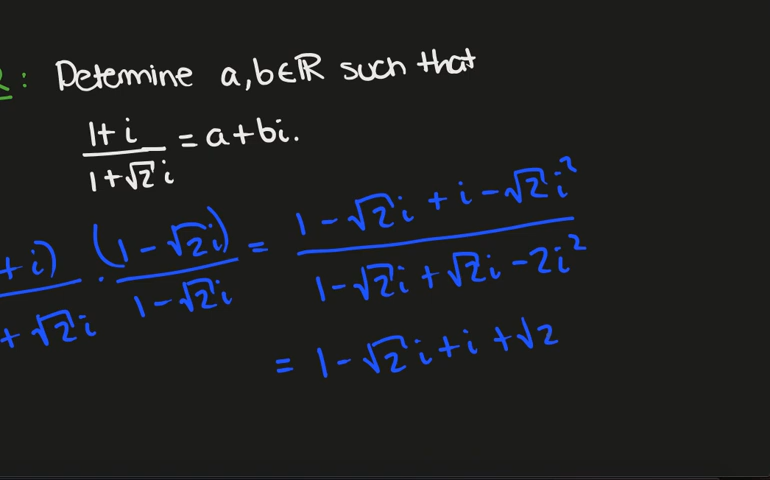 R: Determine a, b ∈ ℝ such that
1 + i / 1 + √2 i = a + bi.
+ i) / + √2 i · (1 - √2 i) / 1 - √2 i = 1 - √2 i + i - √2 i² / 1 - √2 i + √2 i - 2i²
= 1 - √2 i + i + √2